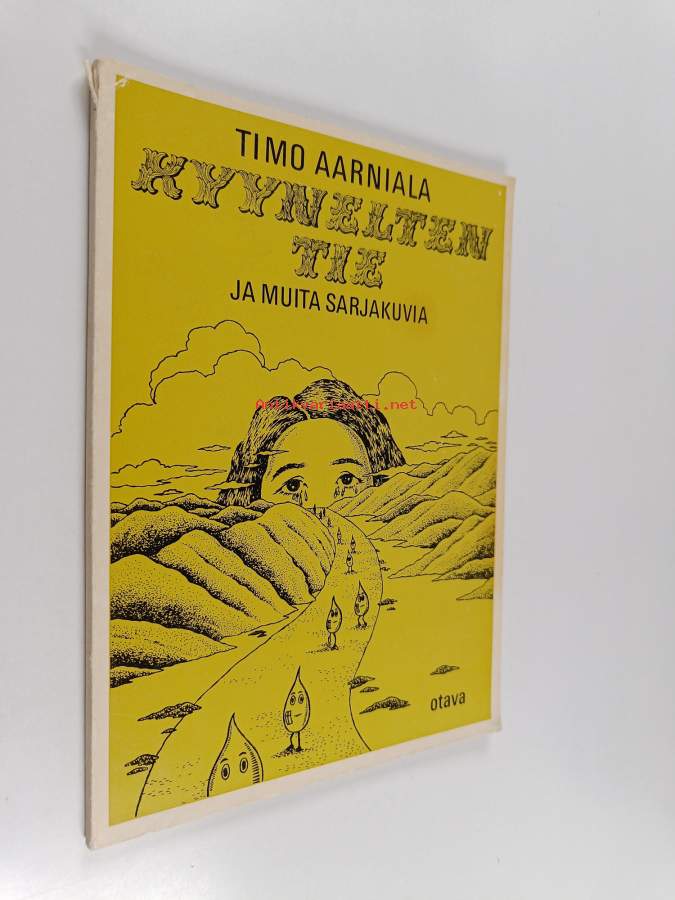 TIMO AARNIALA
KYYNELTEN
TIE
JA MUITA SARJAKUVIA
Antikvariaatti.net
otava